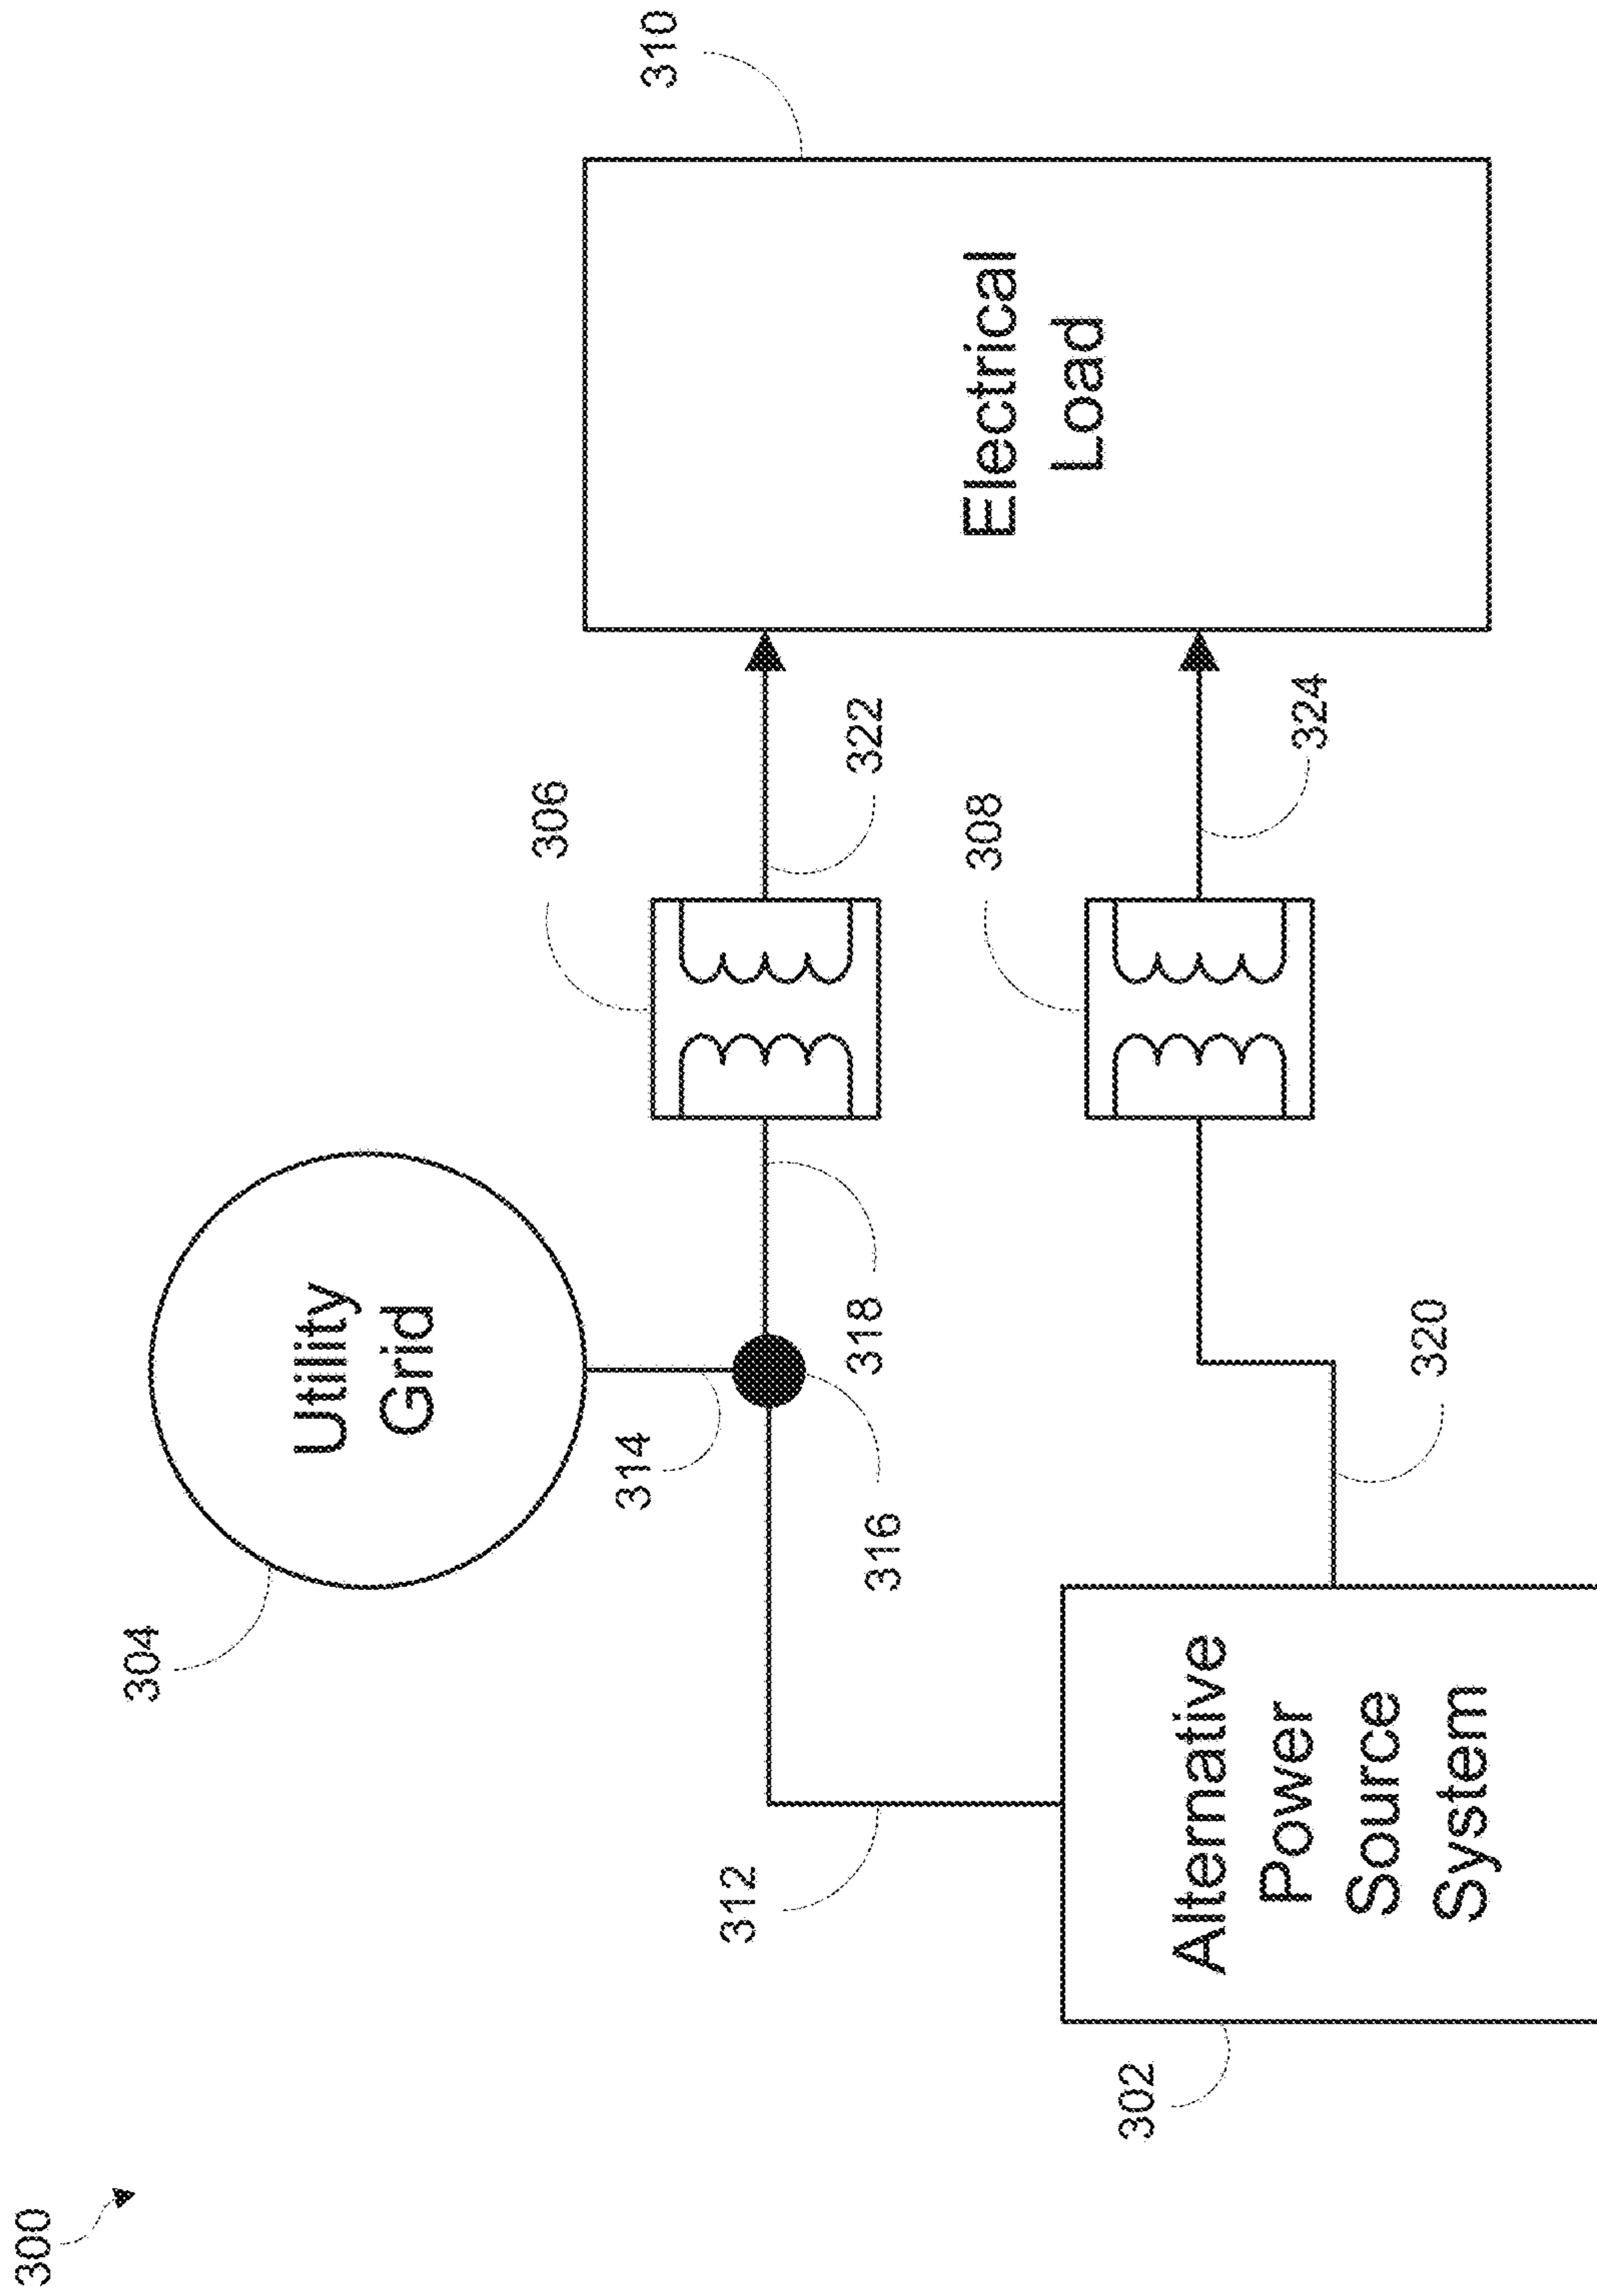 300
304
Utility
Grid
314
316
318
306
322
308
324
310
Electrical
Load
312
302
Alternative
Power
Source
System
320